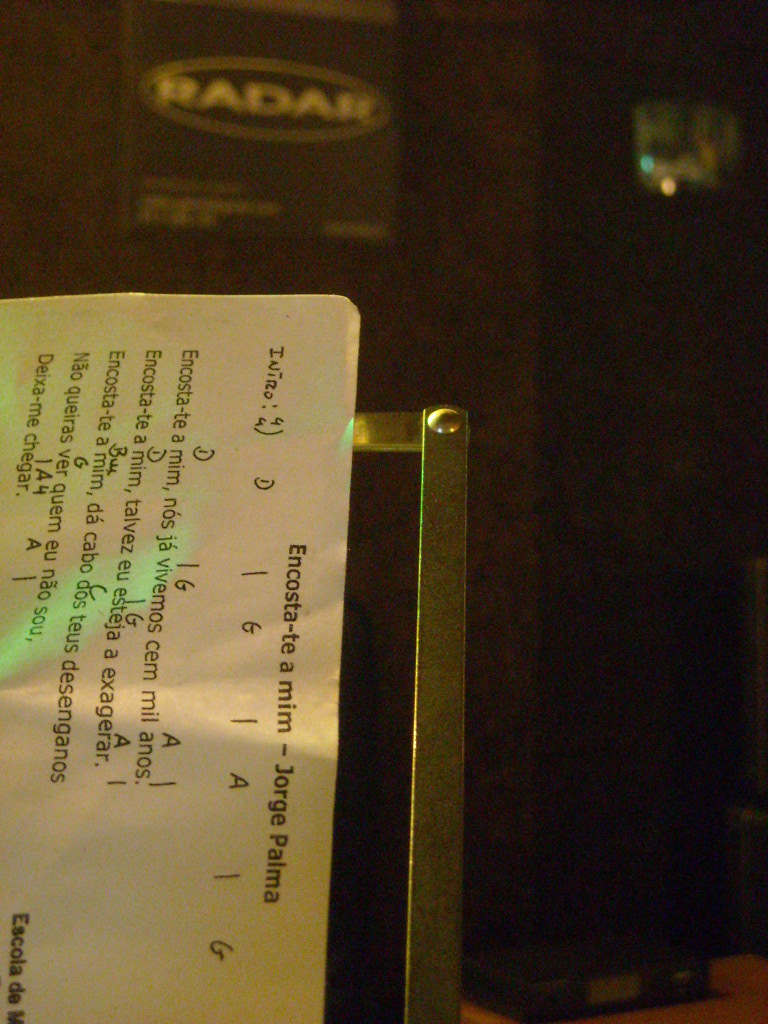 RADAR
Encosta-te a mim – Jorge Palma
INTRO: 4/4) D | G | A | G
D | G A |
Encosta-te a mim, nós já vivemos cem mil anos.
D | G A |
Encosta-te a mim, talvez eu esteja a exagerar.
Bm G
Encosta-te a mim, dá cabo dos teus desenganos
G
Não queiras ver quem eu não sou,
| A4 A |
Deixa-me chegar.
Escola de M